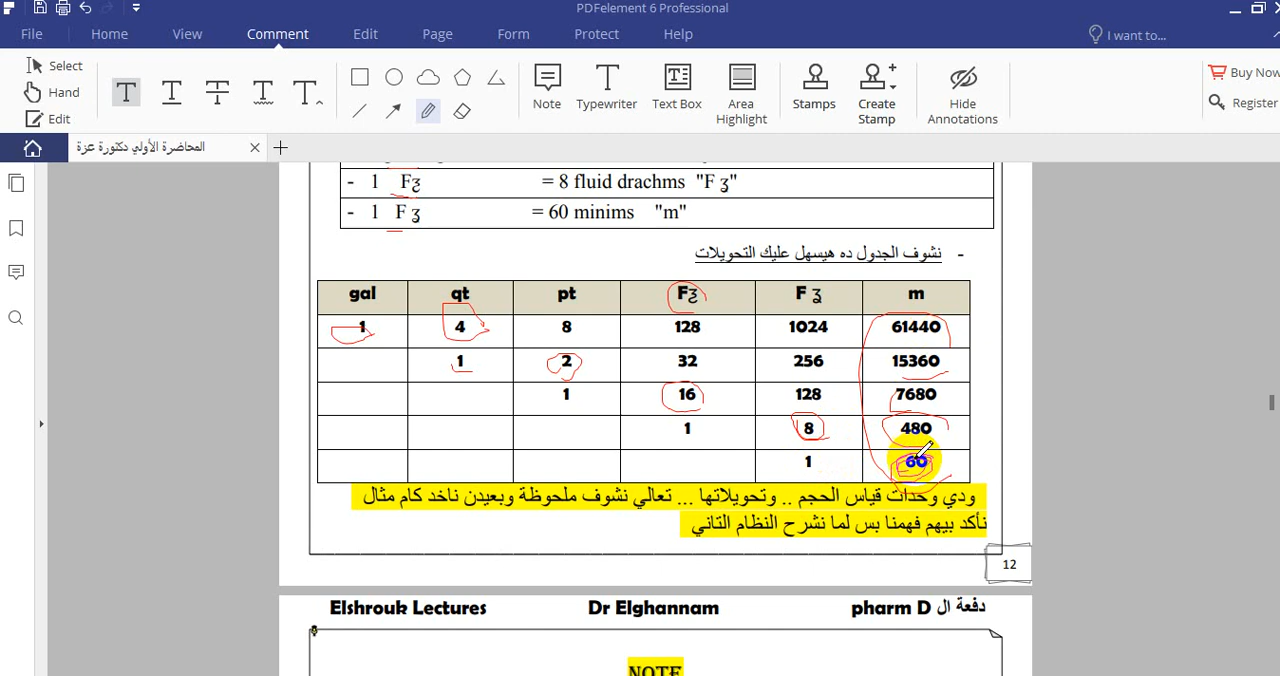 PDFelement 6 Professional
File Home View Comment Edit Page Form Protect Help I want to...
Select
Hand
Edit
Note Typewriter Text Box Area Highlight Stamps Create Stamp Hide Annotations
Buy Now
Register
المحاضرة الأولي دكتورة عزة
- 1 F℥ = 8 fluid drachms "F ʒ"
- 1 F ʒ = 60 minims "m"
- نشوف الجدول ده هيسهل عليك التحويلات
gal qt pt F℥ F ʒ m
1 4 8 128 1024 61440
1 2 32 256 15360
1 16 128 7680
1 8 480
1 60
ودي وحدات قياس الحجم .. وتحويلاتها ... تعالي نشوف ملحوظة وبعيدن ناخد كام مثال
نأكد بيهم فهمنا بس لما نشرح النظام التاني
12
Elshrouk Lectures Dr Elghannam pharm D دفعة ال
NOTE